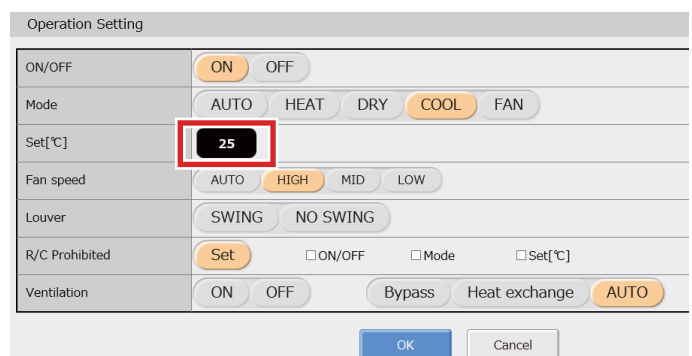 Operation Setting
ON/OFF ON OFF
Mode AUTO HEAT DRY COOL FAN
Set[℃] 25
Fan speed AUTO HIGH MID LOW
Louver SWING NO SWING
R/C Prohibited Set ON/OFF Mode Set[℃]
Ventilation ON OFF Bypass Heat exchange AUTO
OK Cancel